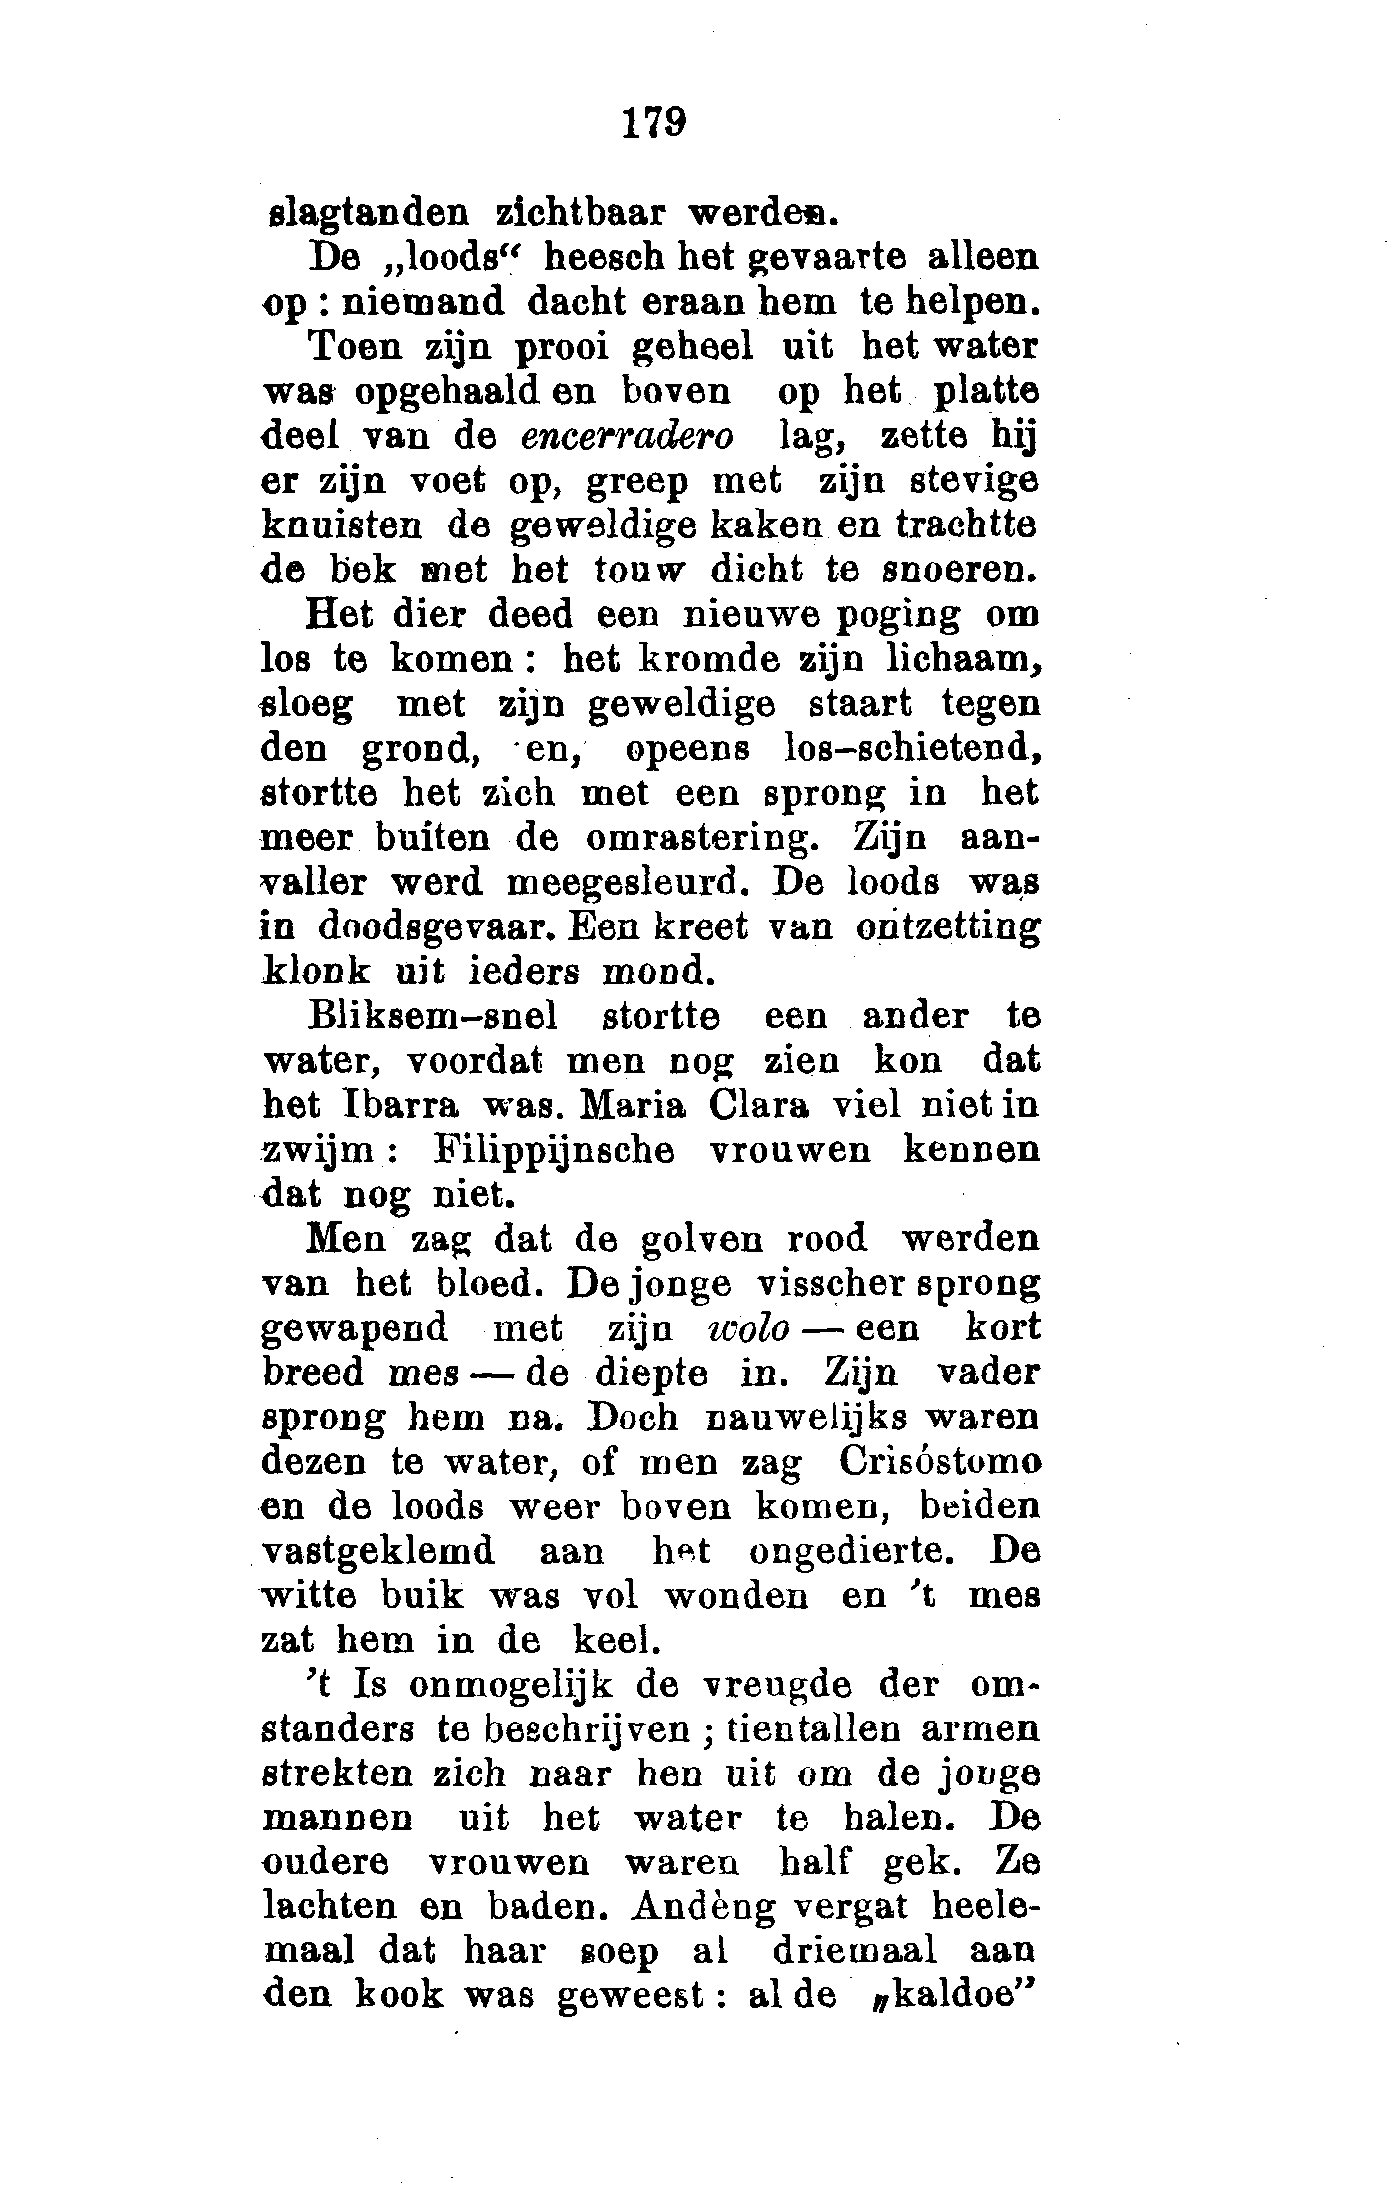 179
slagtanden zichtbaar werden.
De „loods“ heesch het gevaarte alleen
op : niemand dacht eraan hem te helpen.
Toen zijn prooi geheel uit het water
was opgehaald en boven op het platte
deel van de encerradero lag, zette hij
er zijn voet op, greep met zijn stevige
knuisten de geweldige kaken en trachtte
de bek met het touw dicht te snoeren.
Het dier deed een nieuwe poging om
los te komen : het kromde zijn lichaam,
sloeg met zijn geweldige staart tegen
den grond, en, opeens los-schietend,
stortte het zich met een sprong in het
meer buiten de omrastering. Zijn aan-
valler werd meegesleurd. De loods was
in doodsgevaar. Een kreet van ontzetting
klonk uit ieders mond.
Bliksem-snel stortte een ander te
water, voordat men nog zien kon dat
het Ibarra was. Maria Clara viel niet in
zwijm : Filippijnsche vrouwen kennen
dat nog niet.
Men zag dat de golven rood werden
van het bloed. De jonge visscher sprong
gewapend met zijn wolo — een kort
breed mes — de diepte in. Zijn vader
sprong hem na. Doch nauwelijks waren
dezen te water, of men zag Crisóstomo
en de loods weer boven komen, beiden
vastgeklemd aan het ongedierte. De
witte buik was vol wonden en 't mes
zat hem in de keel.
't Is onmogelijk de vreugde der om-
standers te beschrijven ; tientallen armen
strekten zich naar hen uit om de jonge
mannen uit het water te halen. De
oudere vrouwen waren half gek. Ze
lachten en baden. Andèng vergat heele-
maal dat haar soep al driemaal aan
den kook was geweest : al de „kaldoe”